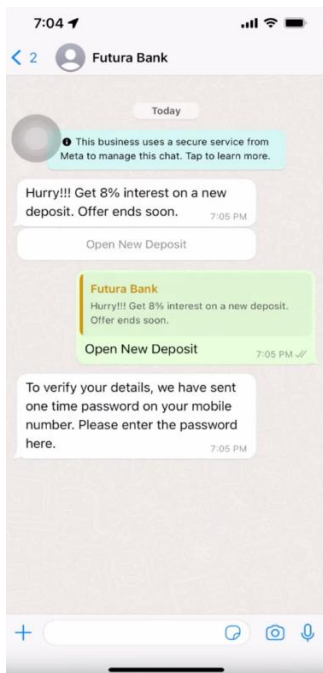 7:04
2
Futura Bank
Today
This business uses a secure service from
Meta to manage this chat. Tap to learn more.
Hurry!!! Get 8% interest on a new
deposit. Offer ends soon.
7:05 PM
Open New Deposit
Futura Bank
Hurry!!! Get 8% interest on a new deposit.
Offer ends soon.
Open New Deposit
7:05 PM
To verify your details, we have sent
one time password on your mobile
number. Please enter the password
here.
7:05 PM